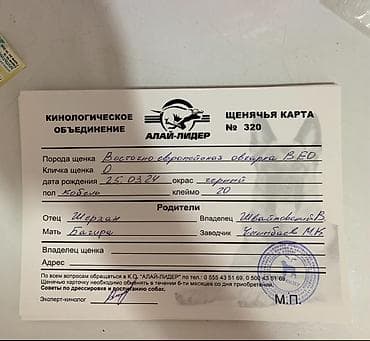 КИНОЛОГИЧЕСКОЕ ОБЪЕДИНЕНИЕ
АЛАЙ-ЛИДЕР
ЩЕНЯЧЬЯ КАРТА
№ 320
Порода щенка Восточно европейская овчарка ВЕО
Кличка щенка О
дата рождения 25.03.24 окрас черный
пол кобель клеймо 20
Родители
Отец Шерхан Владелец
Мать Багира Заводчик
Владелец щенка
Адрес
По всем вопросам обращаться к К.О. "АЛАЙ-ЛИДЕР" по тел.: 0 555 43 51 69, 0 500 43 51 69
Щенячью карточку необходимо обменять в течении 6-ти месяцев со дня приобретения.
Советы по дрессировке и воспитанию собак.
Эксперт-кинолог
М.П.